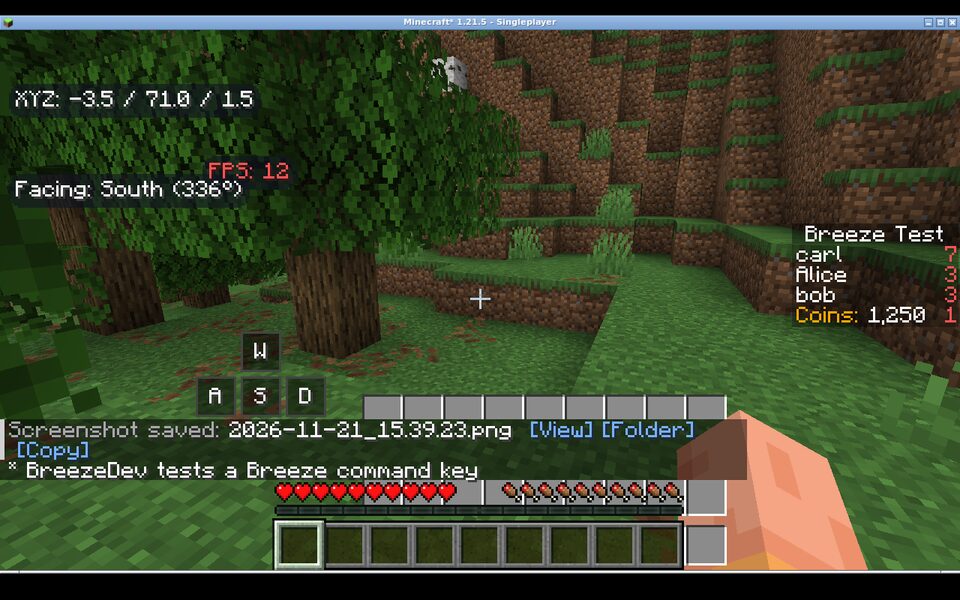 Minecraft* 1.21.5 - Singleplayer
XYZ: -3.5 / 71.0 / 1.5
FPS: 12
Facing: South (336°)
Breeze Test
carl 7
Alice 3
bob 3
Coins: 1,250 1
W
A S D
Screenshot saved: 2026-11-21_15.39.23.png [View] [Folder]
[Copy]
* BreezeDev tests a Breeze command key